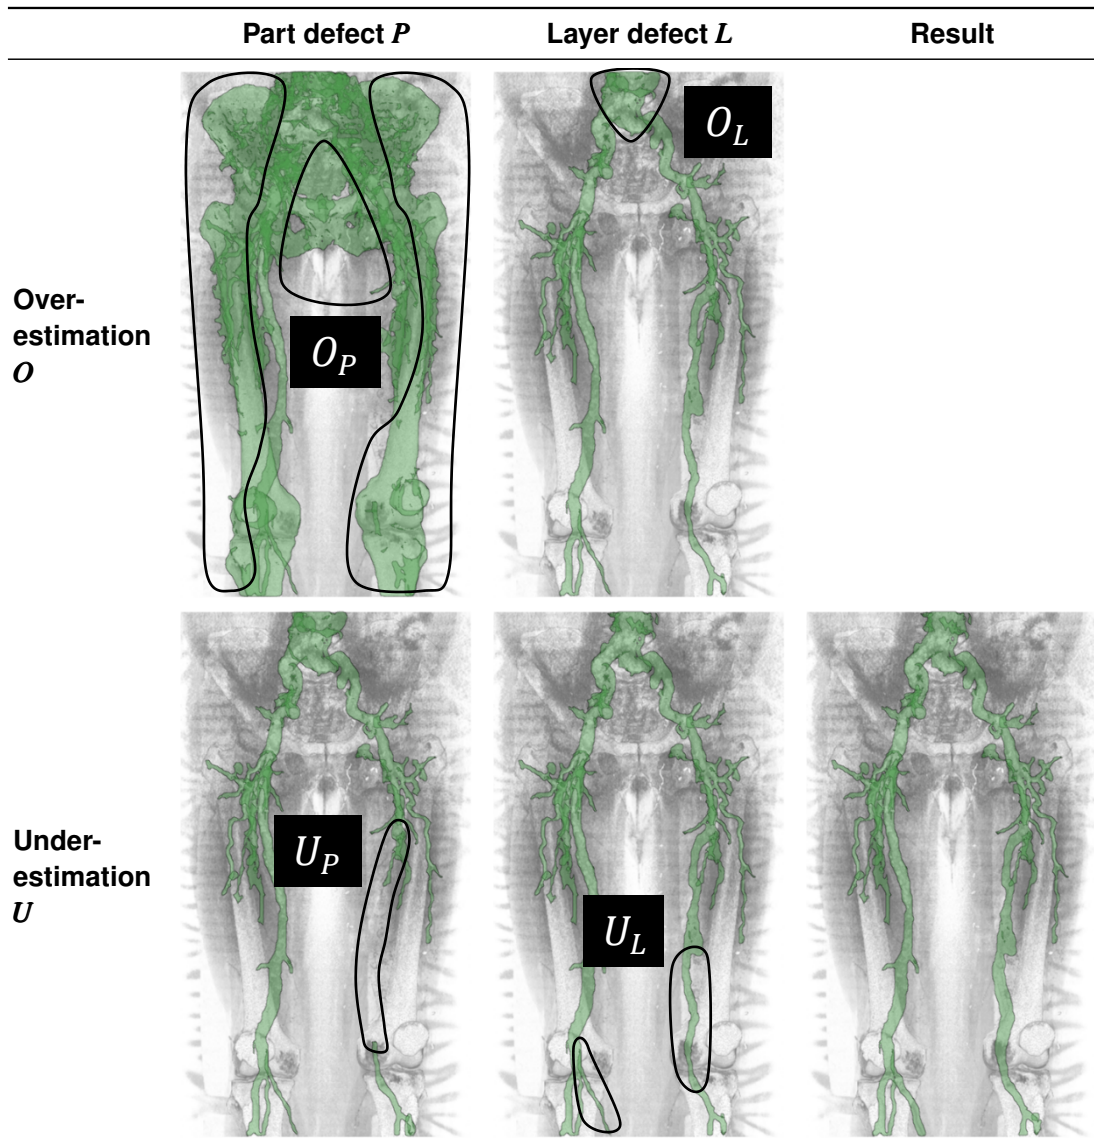 Part defect P
Layer defect L
Result
Over-
estimation
O
O_P
O_L
Under-
estimation
U
U_P
U_L